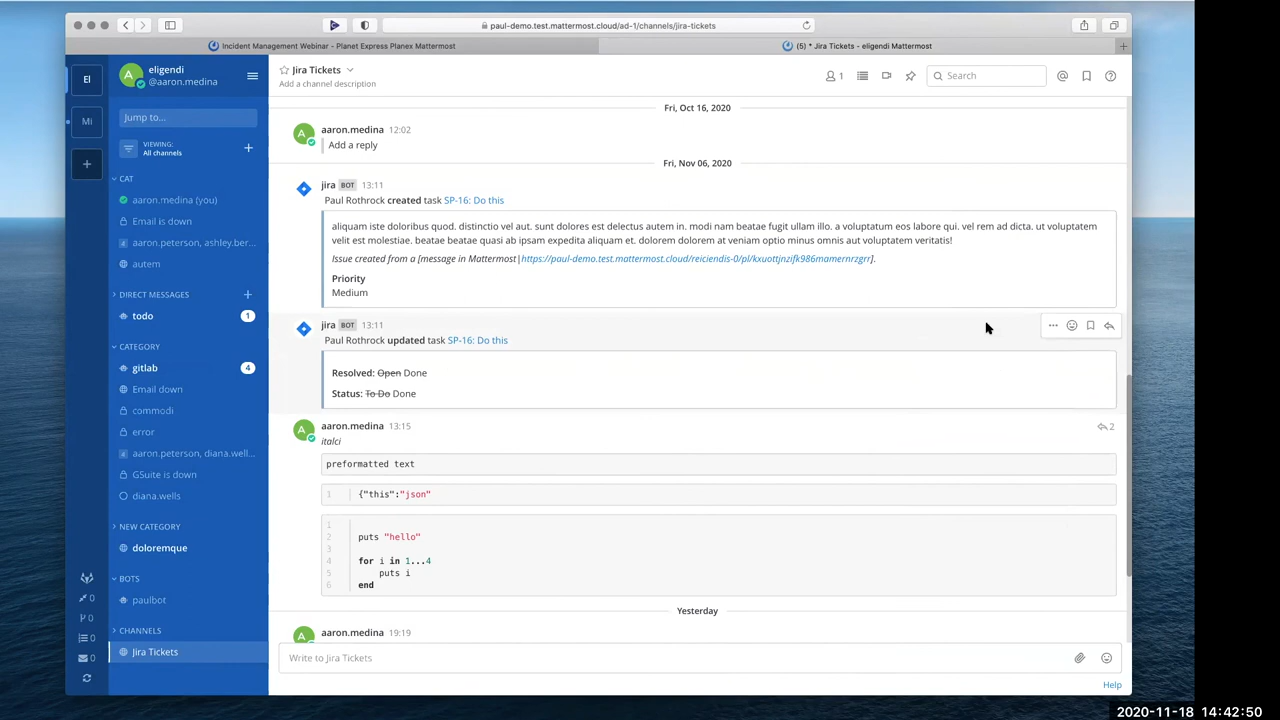 paul-demo.test.mattermost.cloud/ad-1/channels/jira-tickets
Incident Management Webinar - Planet Express Planex Mattermost
(5) * Jira Tickets - eligendi Mattermost
El
Mi
+
0
0
0
0
A
eligendi
@aaron.medina
Jump to...
VIEWING:
All channels
CAT
aaron.medina (you)
Email is down
4 aaron.peterson, ashley.ber...
autem
DIRECT MESSAGES
todo 1
CATEGORY
gitlab 4
Email down
commodi
error
4 aaron.peterson, diana.well...
GSuite is down
diana.wells
NEW CATEGORY
doloremque
BOTS
paulbot
CHANNELS
Jira Tickets
Jira Tickets
Add a channel description
1
Search
Fri, Oct 16, 2020
A
aaron.medina 12:02
Add a reply
Fri, Nov 06, 2020
jira BOT 13:11
Paul Rothrock created task SP-16: Do this
aliquam iste doloribus quod. distinctio vel aut. sunt dolores est delectus autem in. modi nam beatae fugit ullam illo. a voluptatum eos labore qui. vel rem ad dicta. ut voluptatem
velit est molestiae. beatae beatae quasi ab ipsam expedita aliquam et. dolorem dolorem at veniam optio minus omnis aut voluptatem veritatis!
Issue created from a [message in Mattermost|https://paul-demo.test.mattermost.cloud/reiciendis-0/pl/kxuottjnzifk986mamernrzgrr].
Priority
Medium
jira BOT 13:11
Paul Rothrock updated task SP-16: Do this
Resolved: Open Done
Status: To Do Done
A
aaron.medina 13:15
2
italci
preformatted text
1 {"this":"json"
1
2 puts "hello"
3
4 for i in 1...4
5 puts i
6 end
Yesterday
A
aaron.medina 19:19
Write to Jira Tickets
Help
2020-11-18 14:42:50